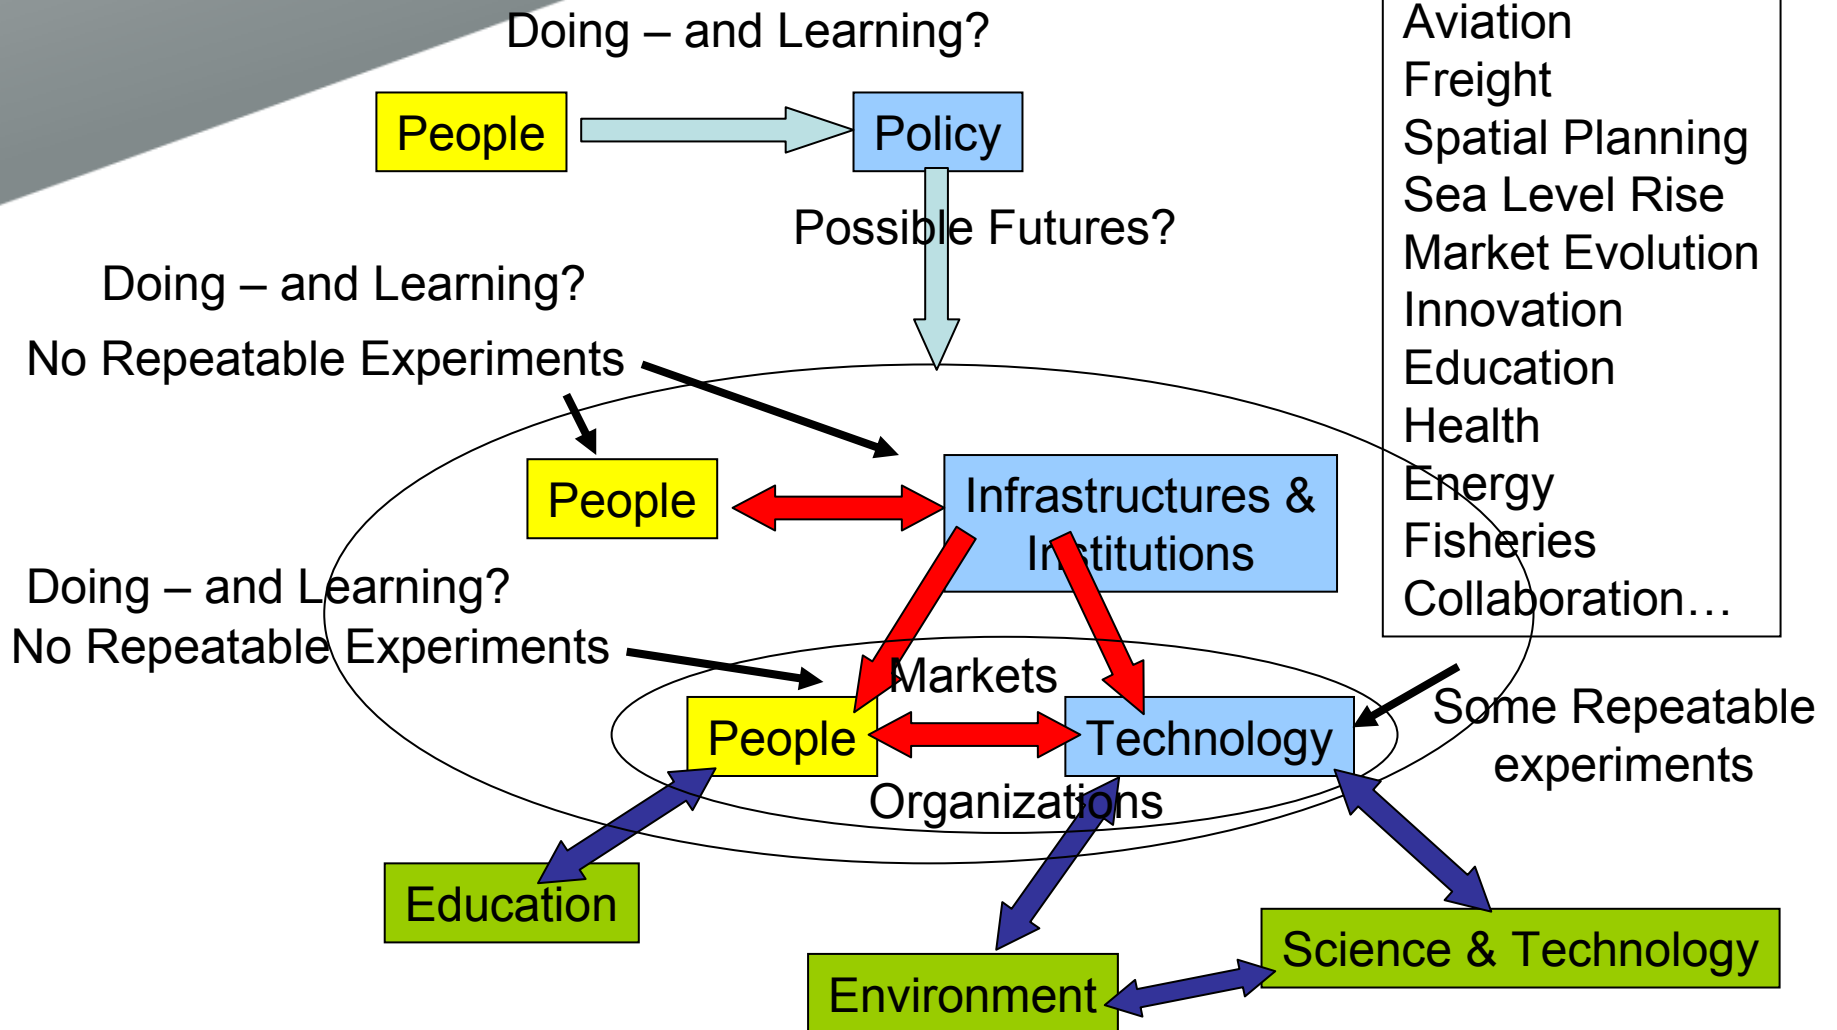 Doing – and Learning?
People
Policy
Possible Futures?
Doing – and Learning?
No Repeatable Experiments
People
Infrastructures &
Institutions
Doing – and Learning?
No Repeatable Experiments
Markets
People
Technology
Organizations
Some Repeatable
experiments
Education
Environment
Science & Technology
Aviation
Freight
Spatial Planning
Sea Level Rise
Market Evolution
Innovation
Education
Health
Energy
Fisheries
Collaboration…